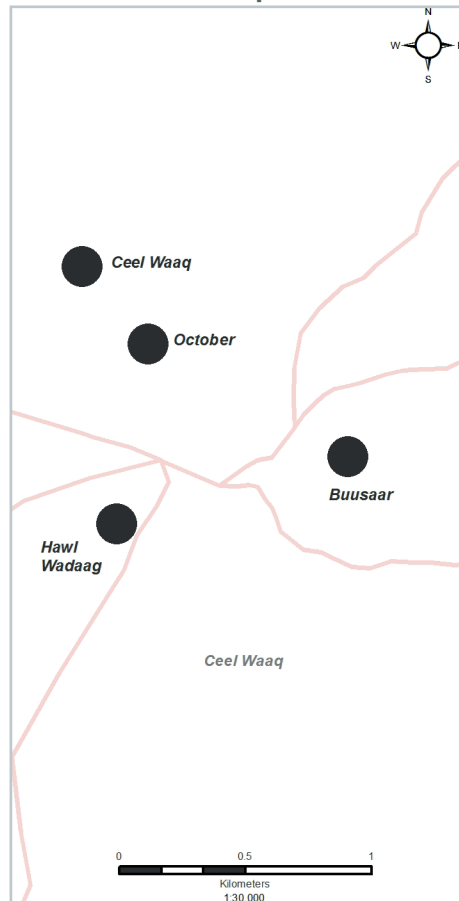 N
W
S
Ceel Waaq
October
Buusaar
Hawl
Wadaag
Ceel Waaq
0 0.5 1
Kilometers
1:30,000